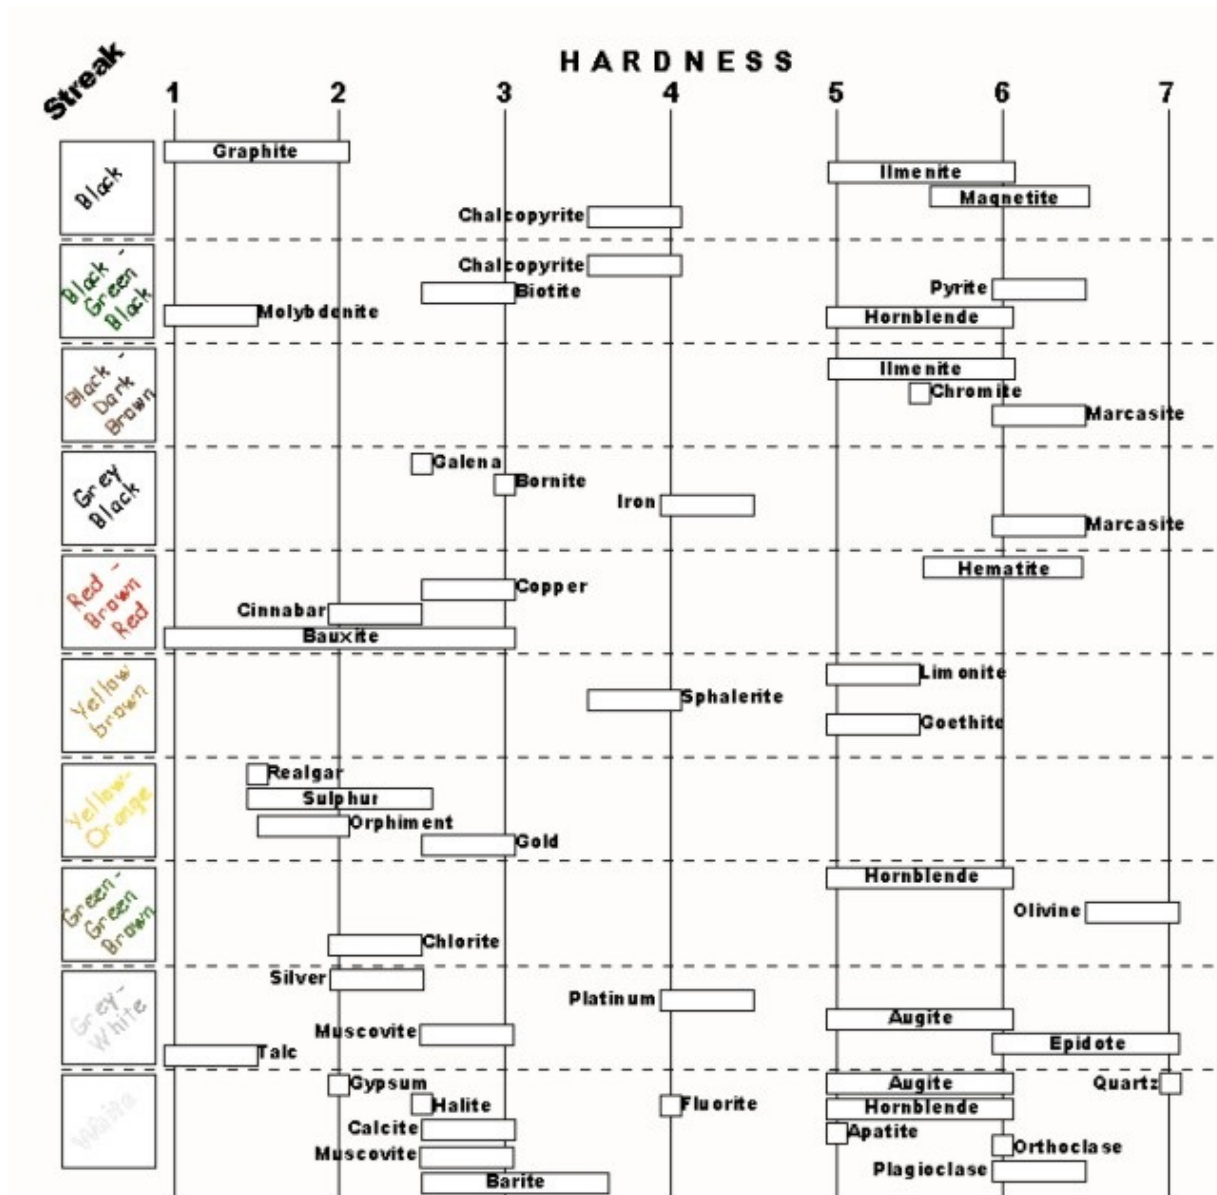 HARDNESS
Streak
1 2 3 4 5 6 7
Black
Graphite
Ilmenite
Magnetite
Chalcopyrite
Black - Green Black
Chalcopyrite
Biotite
Pyrite
Molybdenite
Hornblende
Black - Dark Brown
Ilmenite
Chromite
Marcasite
Grey Black
Galena
Bornite
Iron
Marcasite
Red - Brown Red
Hematite
Copper
Cinnabar
Bauxite
Yellow brown
Limonite
Sphalerite
Goethite
Yellow- Orange
Realgar
Sulphur
Orphiment
Gold
Green- Green Brown
Hornblende
Olivine
Chlorite
Grey- White
Silver
Platinum
Augite
Muscovite
Epidote
Talc
White
Gypsum
Augite
Quartz
Halite
Fluorite
Hornblende
Calcite
Apatite
Muscovite
Orthoclase
Plagioclase
Barite